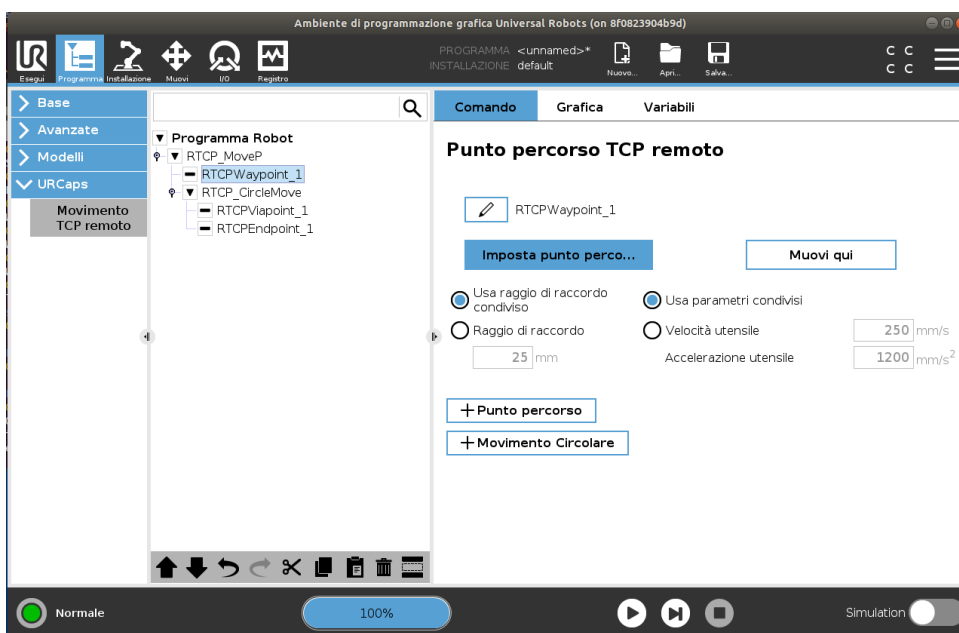 Ambiente di programmazione grafica Universal Robots (on 8f0823904b9d)
UR
Esegui
Programma
Installazione
Muovi
I/O
Registro
PROGRAMMA <unnamed>*
INSTALLAZIONE default
Nuovo...
Apri...
Salva...
C C
C C
Base
Avanzate
Modelli
URCaps
Movimento
TCP remoto
Programma Robot
RTCP_MoveP
RTCPWaypoint_1
RTCP_CircleMove
RTCPViapoint_1
RTCPEndpoint_1
Comando
Grafica
Variabili
Punto percorso TCP remoto
RTCPWaypoint_1
Imposta punto perco...
Muovi qui
Usa raggio di raccordo
condiviso
Usa parametri condivisi
Raggio di raccordo
Velocità utensile
250 mm/s
25 mm
Accelerazione utensile
1200 mm/s²
+ Punto percorso
+ Movimento Circolare
Normale
100%
Simulation